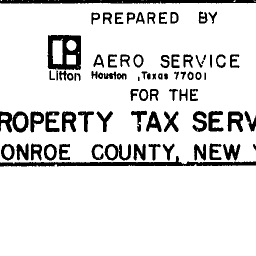 PREPARED BY
AERO SERVICE
Litton Houston ,Texas 77001
FOR THE
ROPERTY TAX SERV
ONROE COUNTY, NEW Y